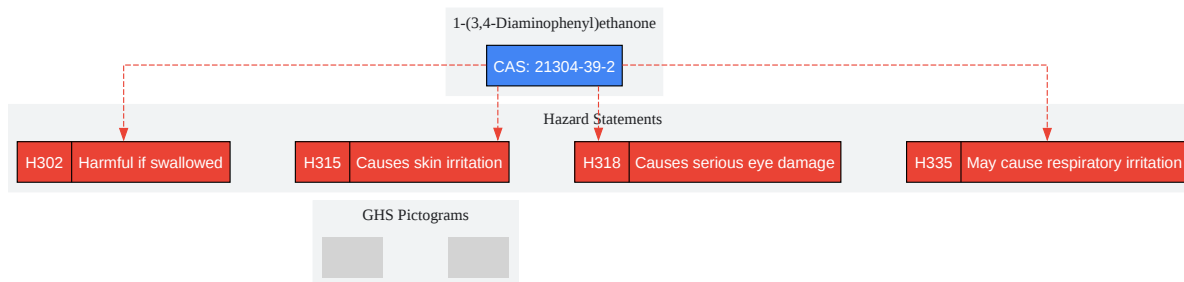 1-(3,4-Diaminophenyl)ethanone
CAS: 21304-39-2
Hazard Statements
H302 Harmful if swallowed
H315 Causes skin irritation
H318 Causes serious eye damage
H335 May cause respiratory irritation
GHS Pictograms